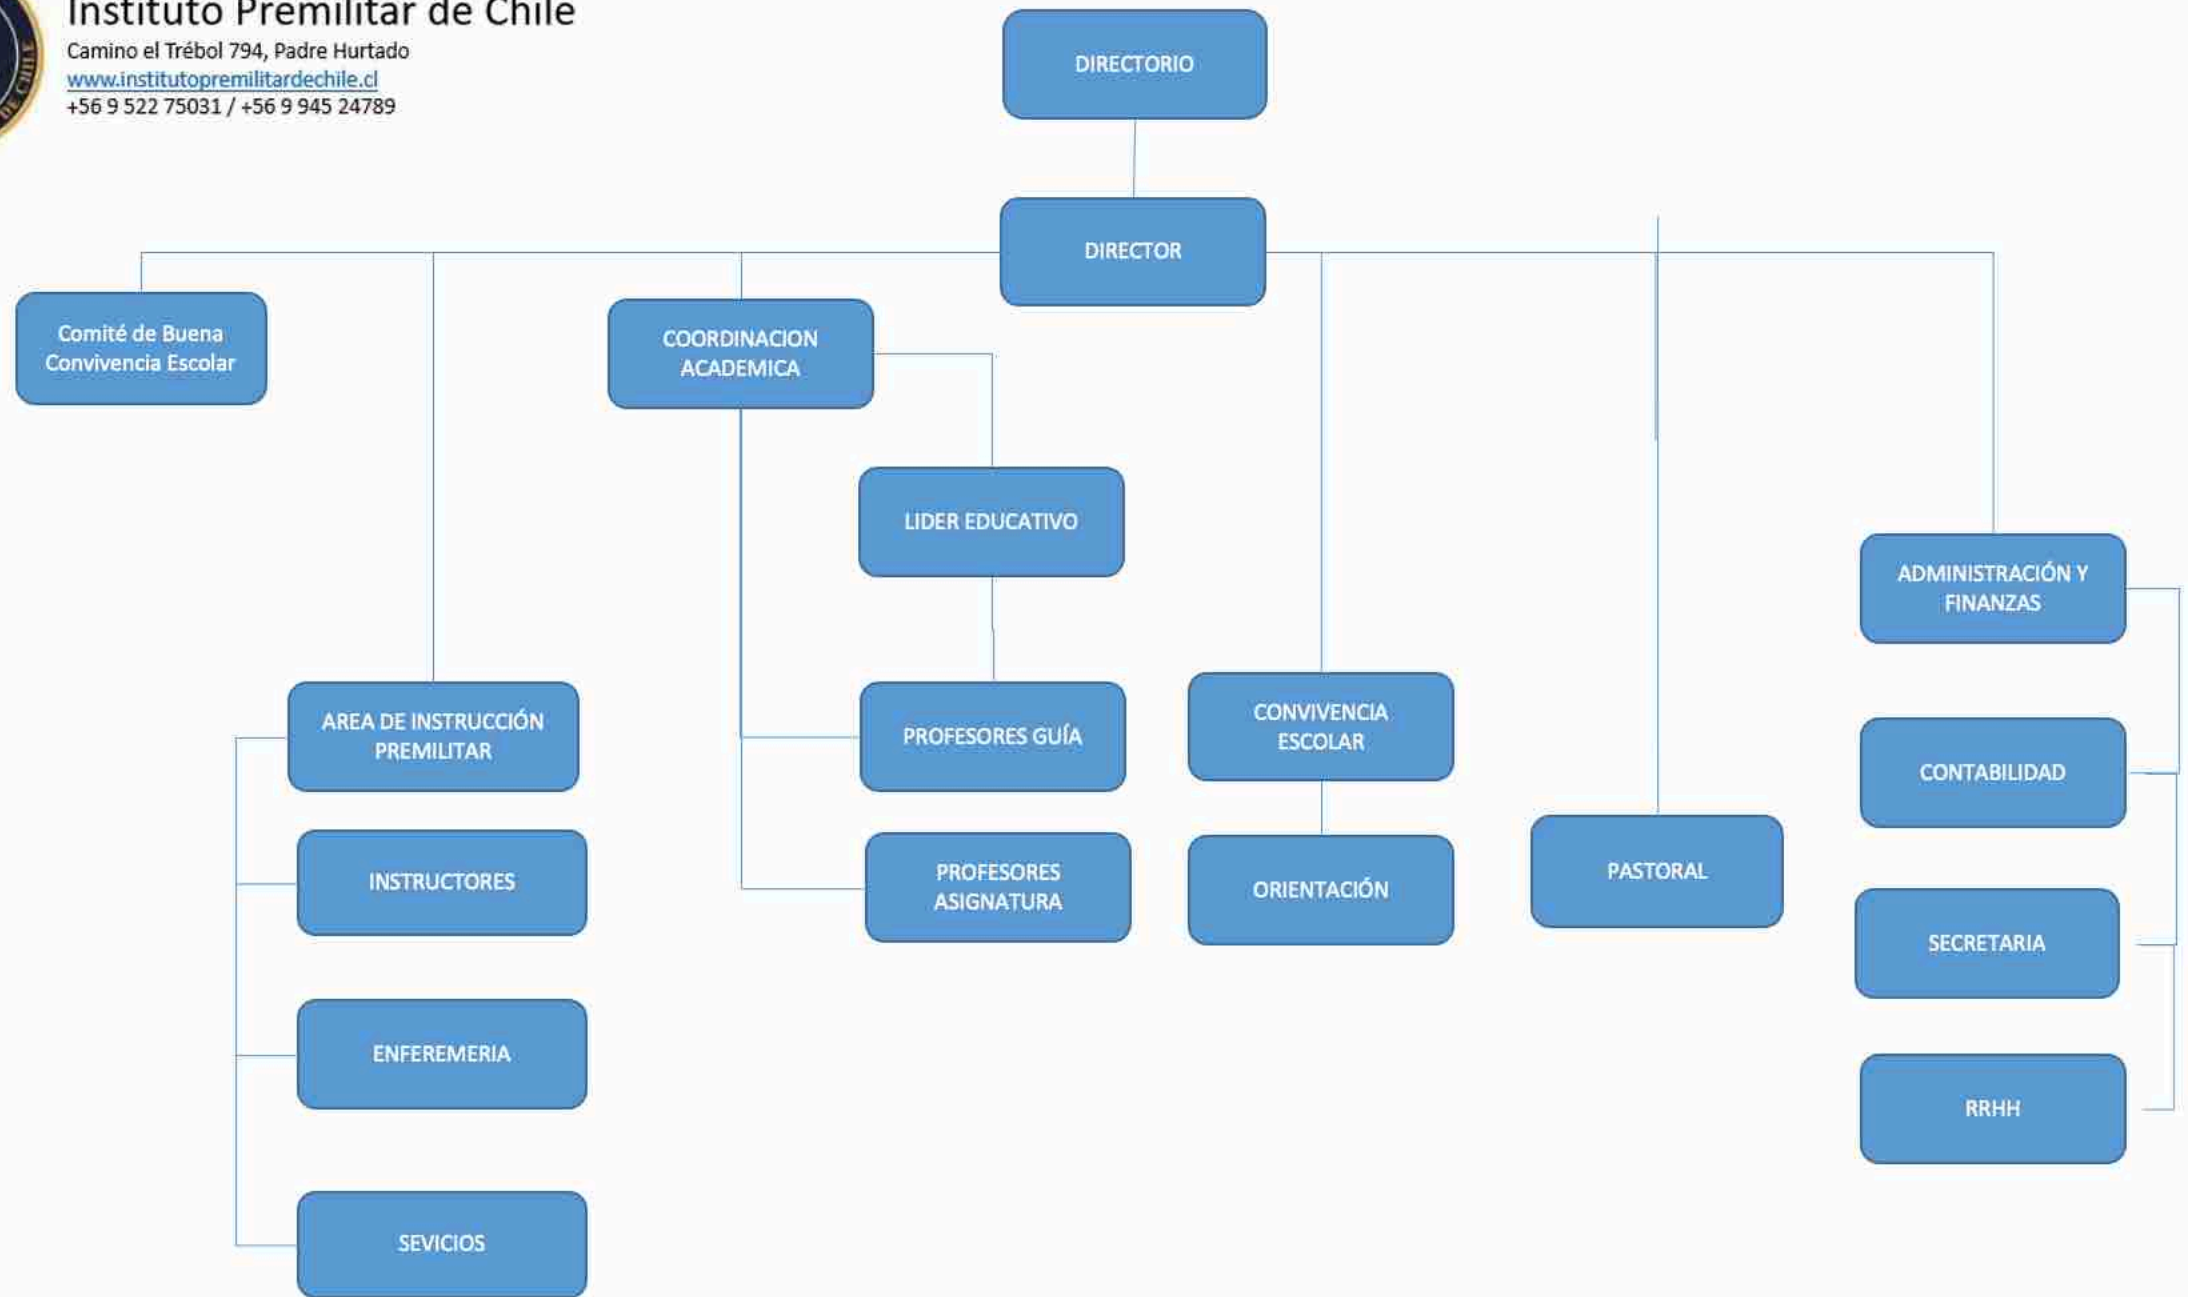 Instituto Premilitar de Chile
Camino el Trébol 794, Padre Hurtado
www.institutopremilitardechile.cl
+56 9 522 75031 / +56 9 945 24789
DE CHILE
DIRECTORIO
DIRECTOR
Comité de Buena
Convivencia Escolar
COORDINACION
ACADEMICA
LIDER EDUCATIVO
ADMINISTRACIÓN Y
FINANZAS
AREA DE INSTRUCCIÓN
PREMILITAR
PROFESORES GUÍA
CONVIVENCIA
ESCOLAR
CONTABILIDAD
INSTRUCTORES
PROFESORES
ASIGNATURA
ORIENTACIÓN
PASTORAL
SECRETARIA
ENFEREMERIA
RRHH
SEVICIOS